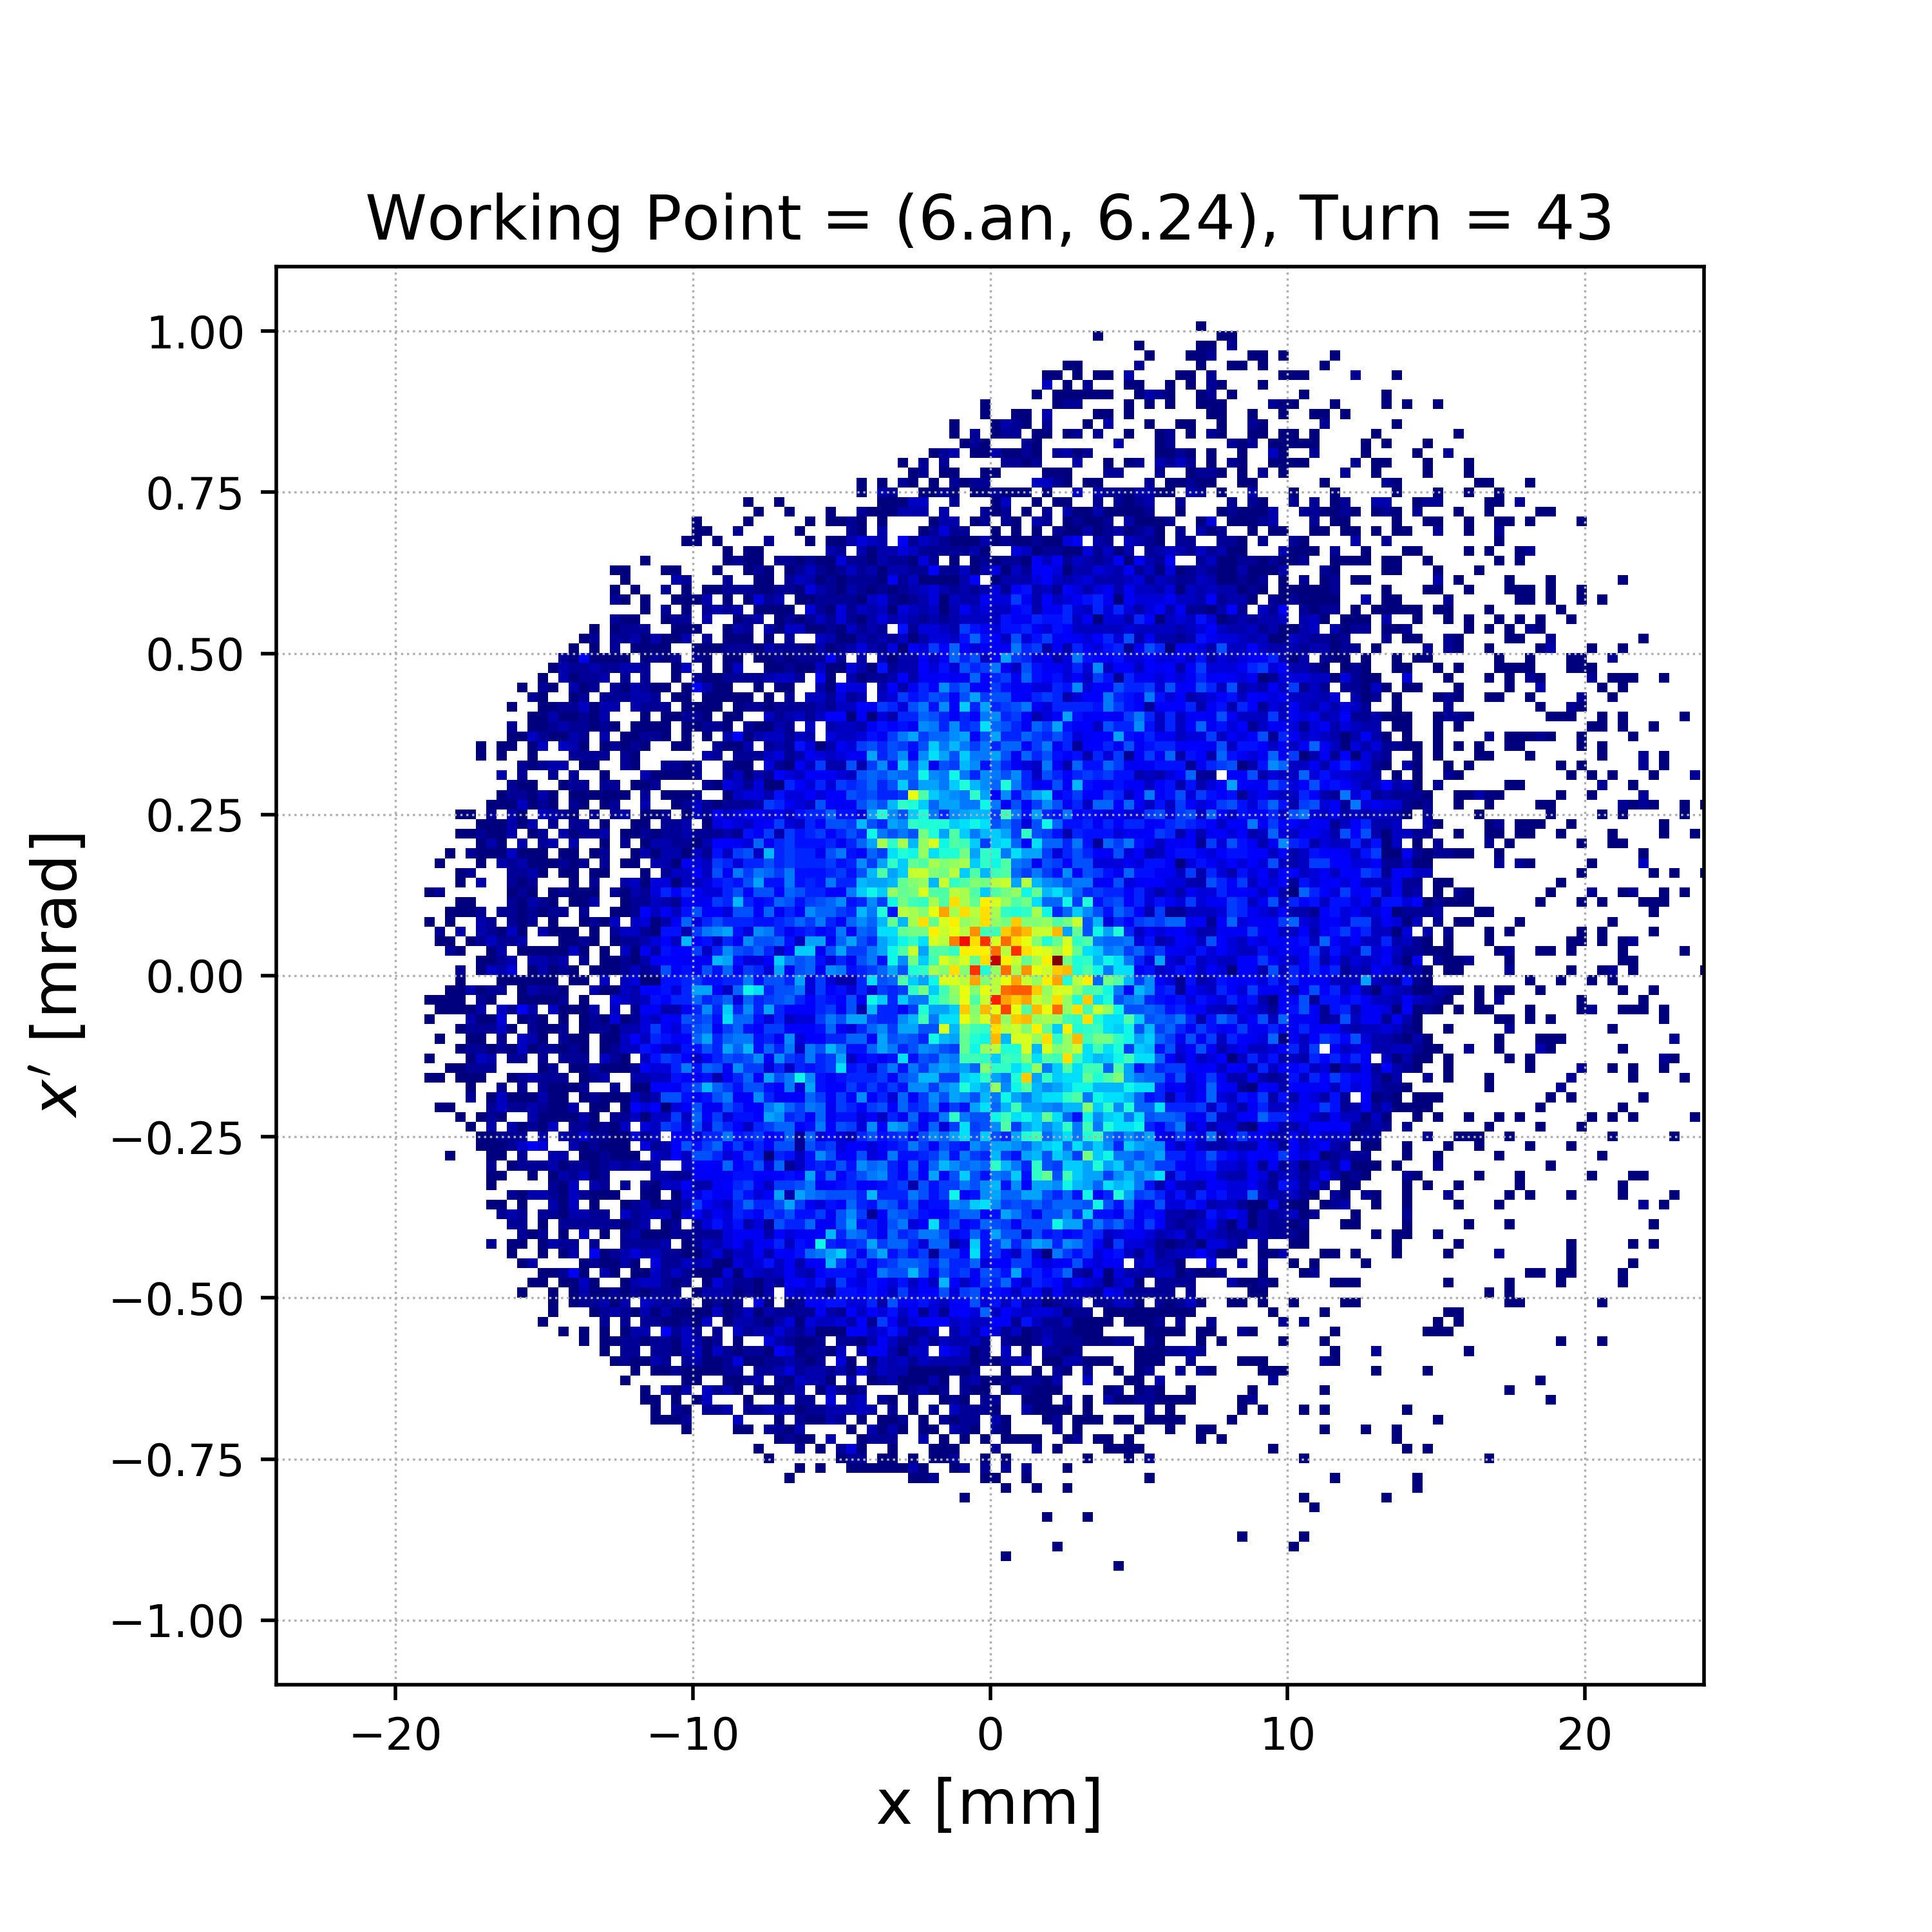 Working Point = (6.an, 6.24), Turn = 43
1.00
0.75
0.50
0.25
0.00
−0.25
−0.50
−0.75
−1.00
x′ [mrad]
−20 −10 0 10 20
x [mm]